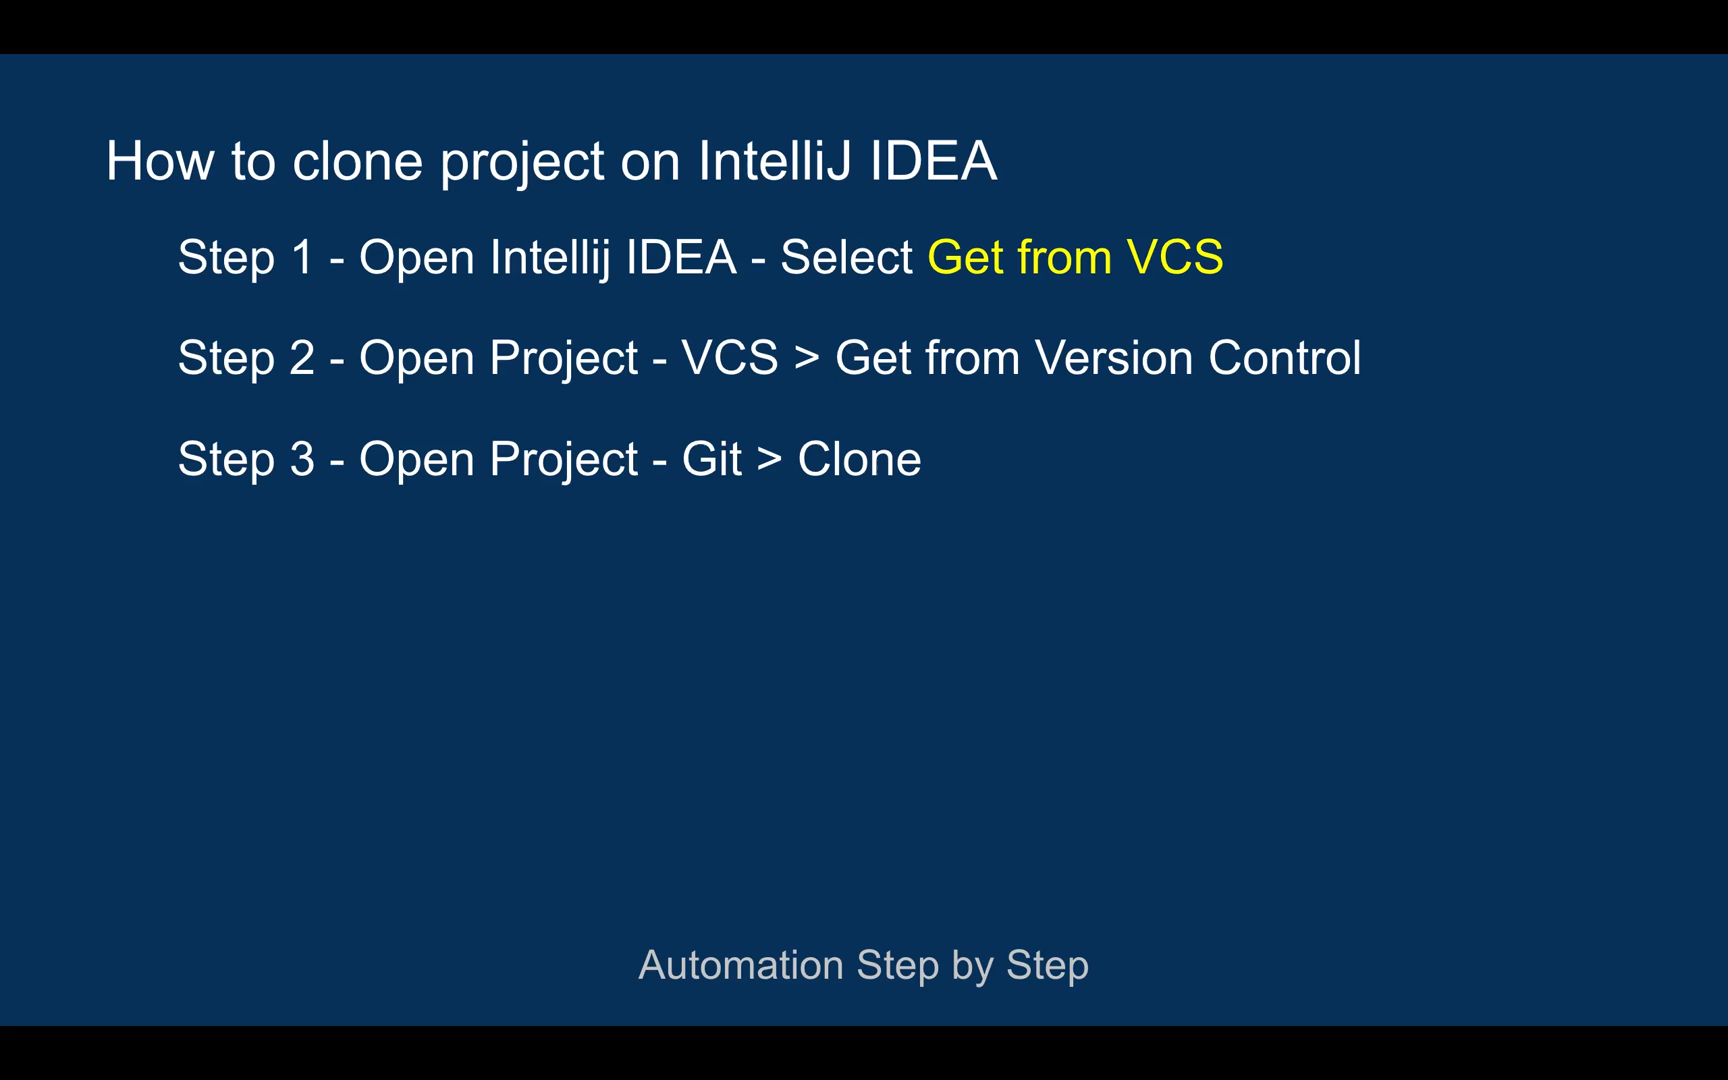 How to clone project on IntelliJ IDEA
Step 1 - Open Intellij IDEA - Select Get from VCS
Step 2 - Open Project - VCS > Get from Version Control
Step 3 - Open Project - Git > Clone
Automation Step by Step